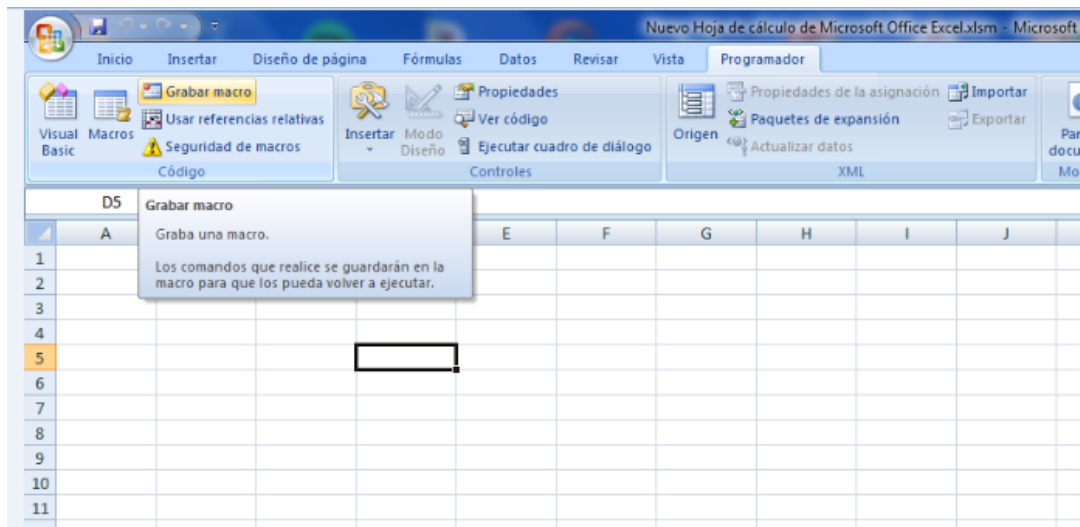 Nuevo Hoja de cálculo de Microsoft Office Excel.xlsm - Microsoft
Inicio Insertar Diseño de página Fórmulas Datos Revisar Vista Programador
Visual Basic
Macros
Grabar macro
Usar referencias relativas
Seguridad de macros
Código
Insertar
Modo Diseño
Propiedades
Ver código
Ejecutar cuadro de diálogo
Controles
Origen
Propiedades de la asignación
Paquetes de expansión
Actualizar datos
Importar
Exportar
XML
Pan
docu
Mo
D5
Grabar macro
Graba una macro.
Los comandos que realice se guardarán en la
macro para que los pueda volver a ejecutar.
A E F G H I J
1
2
3
4
5
6
7
8
9
10
11